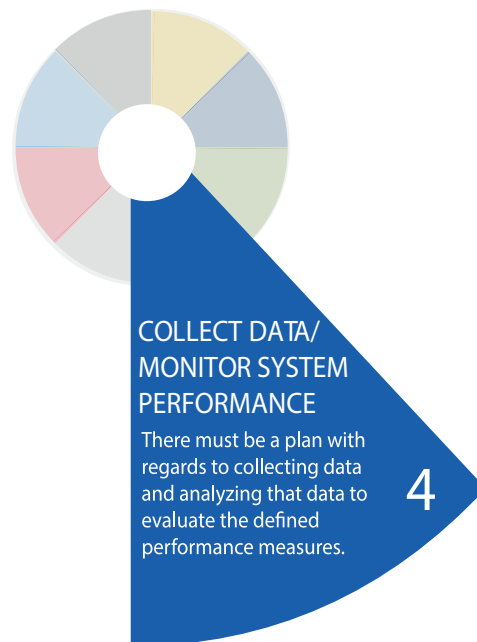 COLLECT DATA/
MONITOR SYSTEM
PERFORMANCE
There must be a plan with
regards to collecting data
and analyzing that data to
evaluate the defined
performance measures.
4